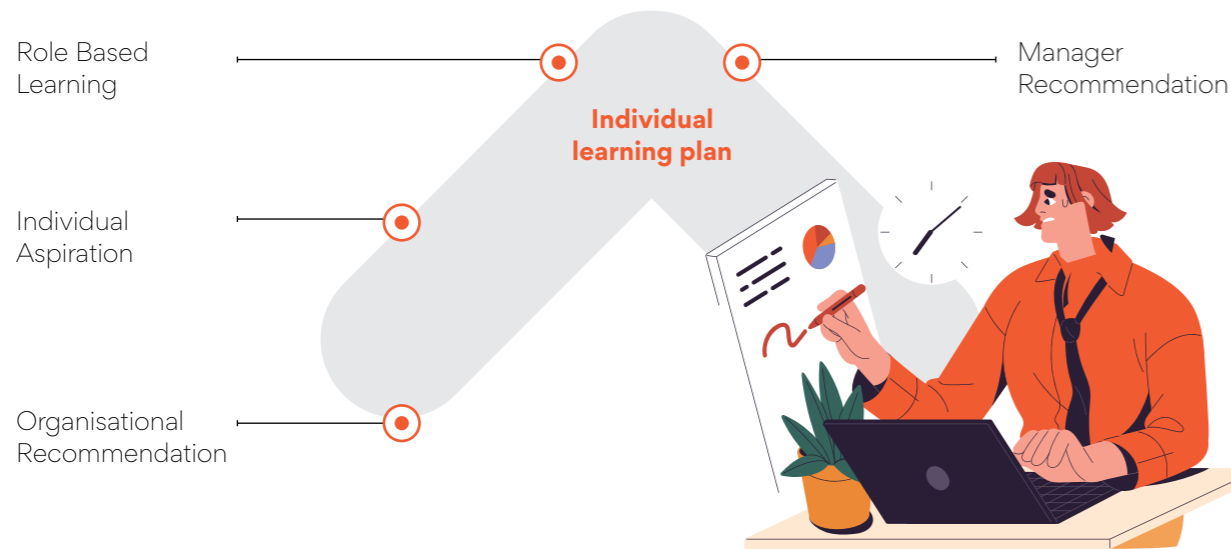 Role Based
Learning
Manager
Recommendation
Individual
learning plan
Individual
Aspiration
Organisational
Recommendation